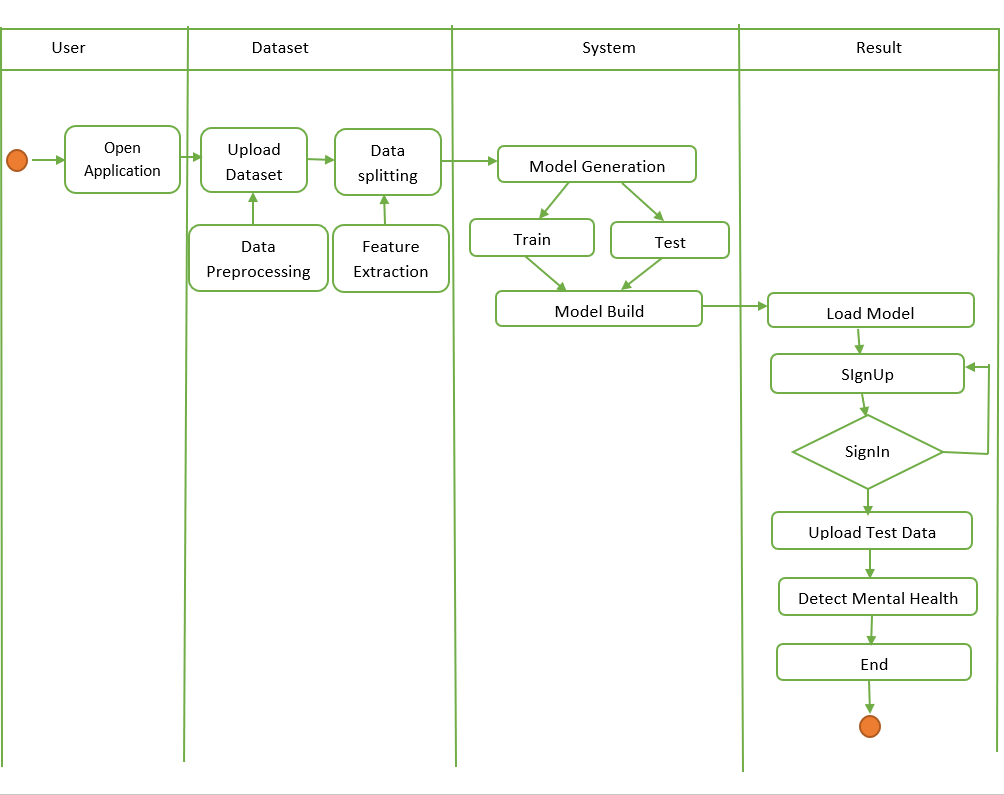 User
Dataset
System
Result
Open
Application
Upload
Dataset
Data
splitting
Data
Preprocessing
Feature
Extraction
Model Generation
Train
Test
Model Build
Load Model
SIgnUp
SignIn
Upload Test Data
Detect Mental Health
End